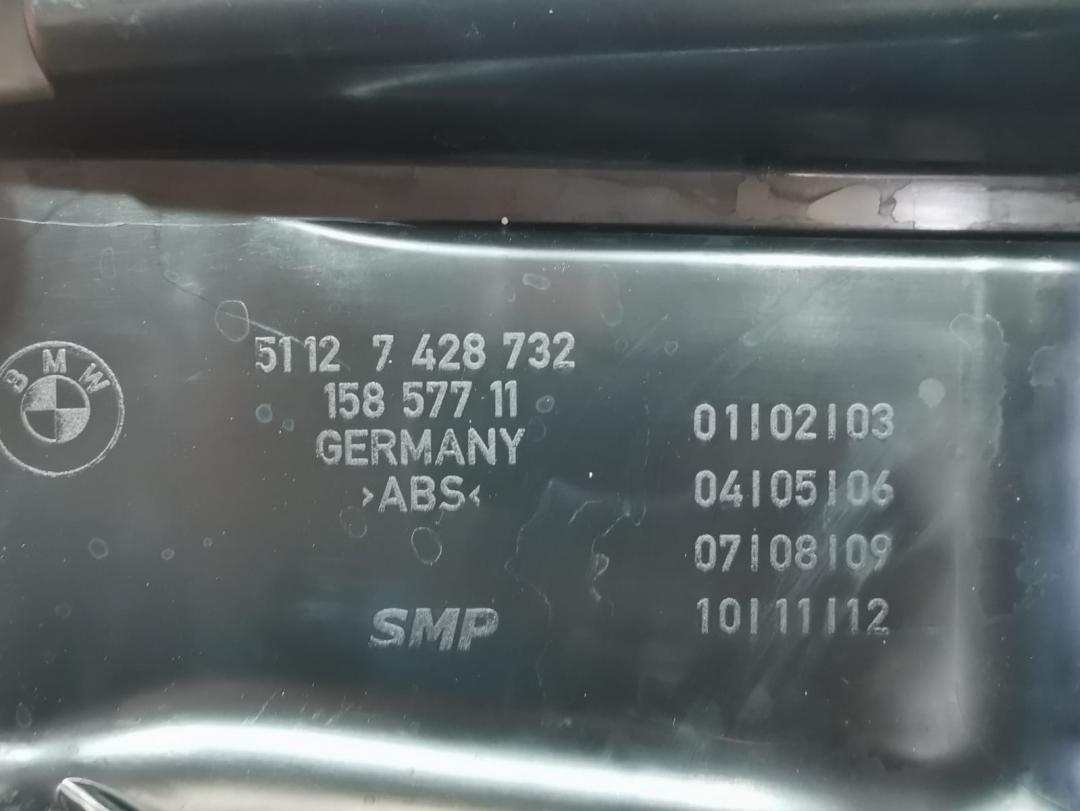 BMW
5112 7 428 732
158 577 11
GERMANY
>ABS<
SMP
01|02|03
04|05|06
07|08|09
10|11|12